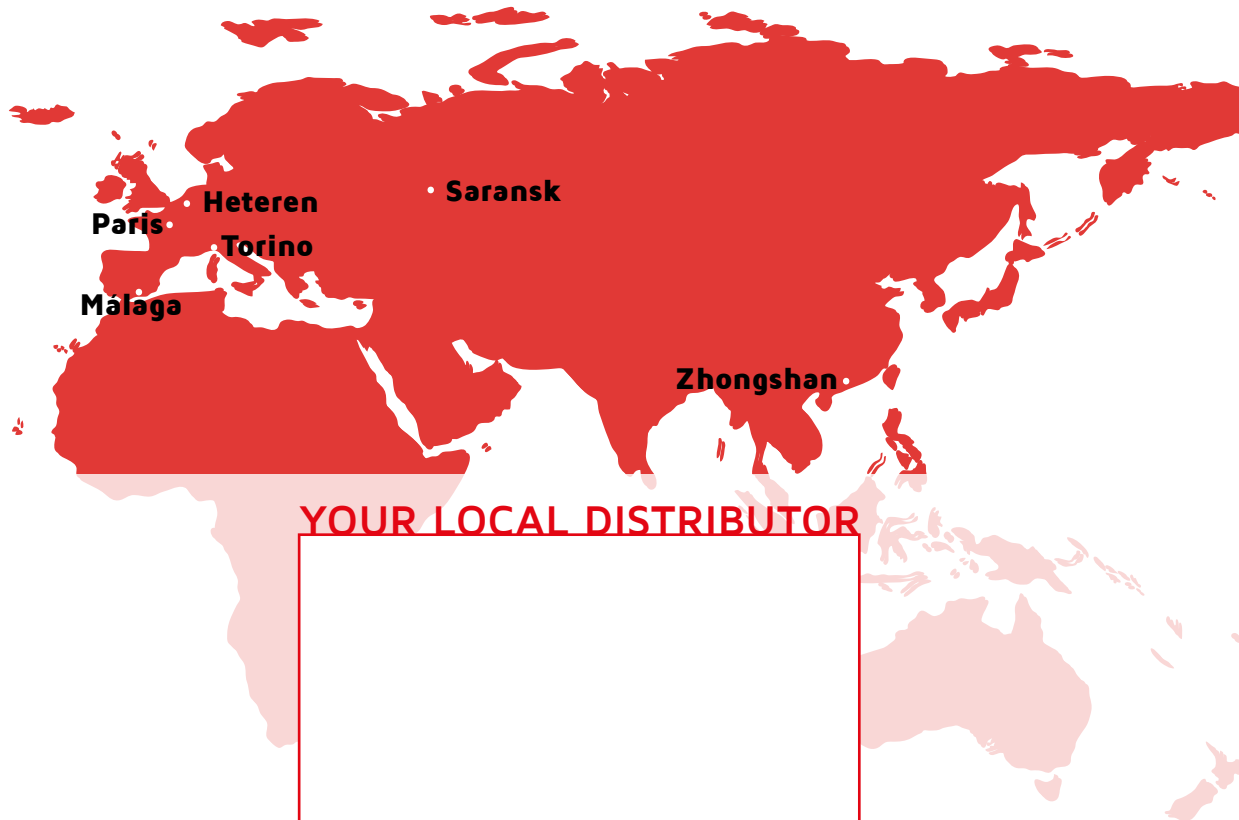 Saransk
Heteren
Paris
Torino
Málaga
Zhongshan
YOUR LOCAL DISTRIBUTOR